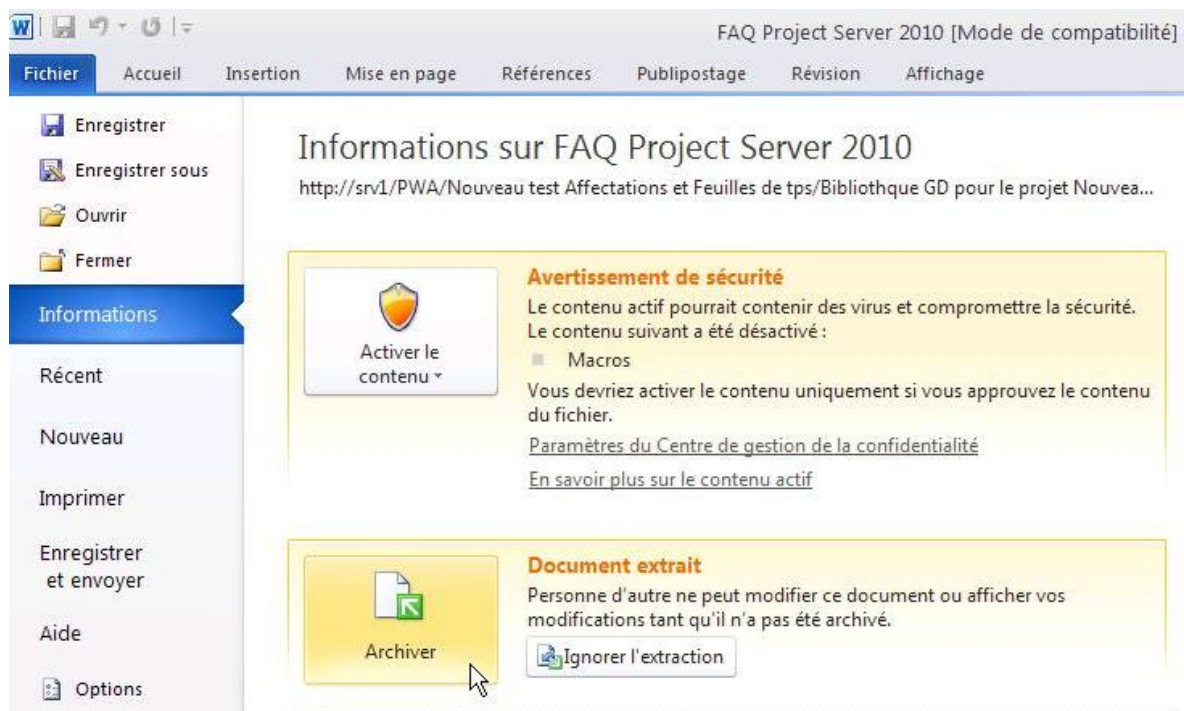 FAQ Project Server 2010 [Mode de compatibilité]
Fichier Accueil Insertion Mise en page Références Publipostage Révision Affichage
Enregistrer
Enregistrer sous
Ouvrir
Fermer
Informations
Récent
Nouveau
Imprimer
Enregistrer
et envoyer
Aide
Options
Informations sur FAQ Project Server 2010
http://srv1/PWA/Nouveau test Affectations et Feuilles de tps/Bibliothque GD pour le projet Nouvea...
Activer le
contenu
Avertissement de sécurité
Le contenu actif pourrait contenir des virus et compromettre la sécurité.
Le contenu suivant a été désactivé :
Macros
Vous devriez activer le contenu uniquement si vous approuvez le contenu
du fichier.
Paramètres du Centre de gestion de la confidentialité
En savoir plus sur le contenu actif
Archiver
Document extrait
Personne d'autre ne peut modifier ce document ou afficher vos
modifications tant qu'il n'a pas été archivé.
Ignorer l'extraction